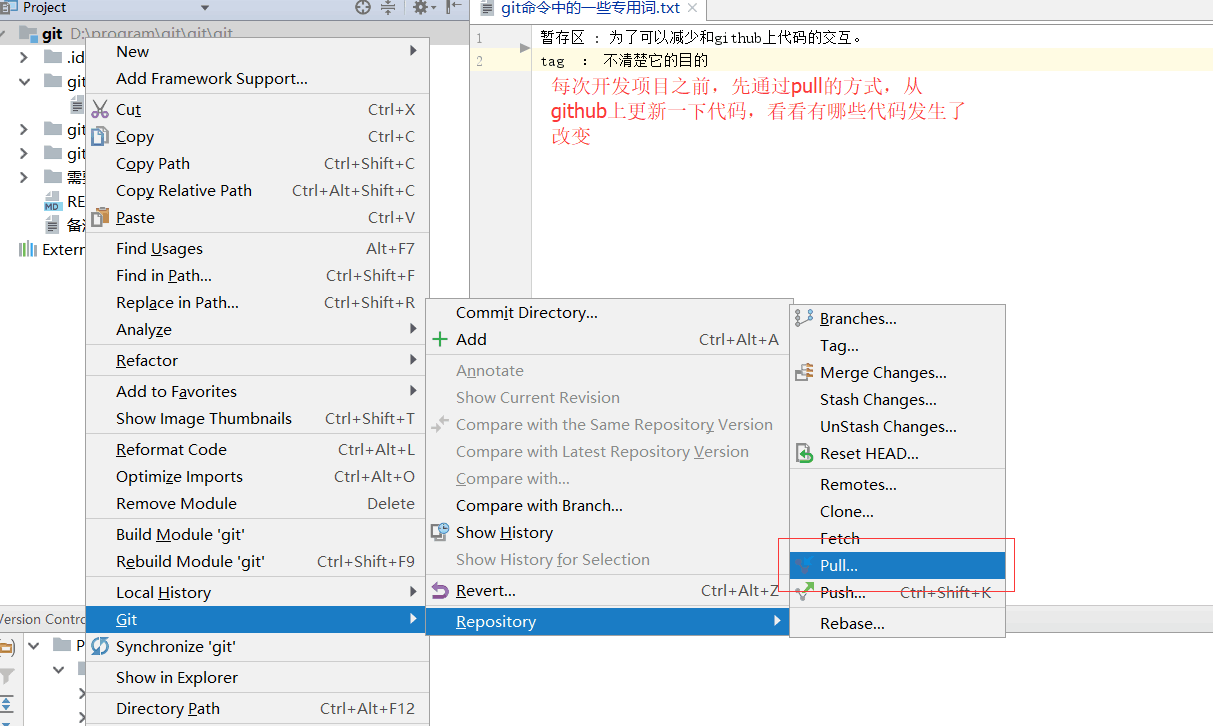 Project
git命令中的一些专用词.txt
git D:\program\git\git\git
.id
git
git
git
需
RE
MD
备
Extern
1
暂存区 : 为了可以减少和github上代码的交互。
2
tag : 不清楚它的目的
每次开发项目之前，先通过pull的方式，从
github上更新一下代码，看看有哪些代码发生了
改变
New
Add Framework Support...
Cut Ctrl+X
Copy Ctrl+C
Copy Path Ctrl+Shift+C
Copy Relative Path Ctrl+Alt+Shift+C
Paste Ctrl+V
Find Usages Alt+F7
Find in Path... Ctrl+Shift+F
Replace in Path... Ctrl+Shift+R
Analyze
Refactor
Add to Favorites
Show Image Thumbnails Ctrl+Shift+T
Reformat Code Ctrl+Alt+L
Optimize Imports Ctrl+Alt+O
Remove Module Delete
Build Module 'git'
Rebuild Module 'git' Ctrl+Shift+F9
Local History
Git
Synchronize 'git'
Show in Explorer
Directory Path Ctrl+Alt+F12
Commit Directory...
Add Ctrl+Alt+A
Annotate
Show Current Revision
Compare with the Same Repository Version
Compare with Latest Repository Version
Compare with...
Compare with Branch...
Show History
Show History for Selection
Revert... Ctrl+Alt+Z
Repository
Branches...
Tag...
Merge Changes...
Stash Changes...
UnStash Changes...
Reset HEAD...
Remotes...
Clone...
Fetch
Pull...
Push... Ctrl+Shift+K
Rebase...
Version Contro
P